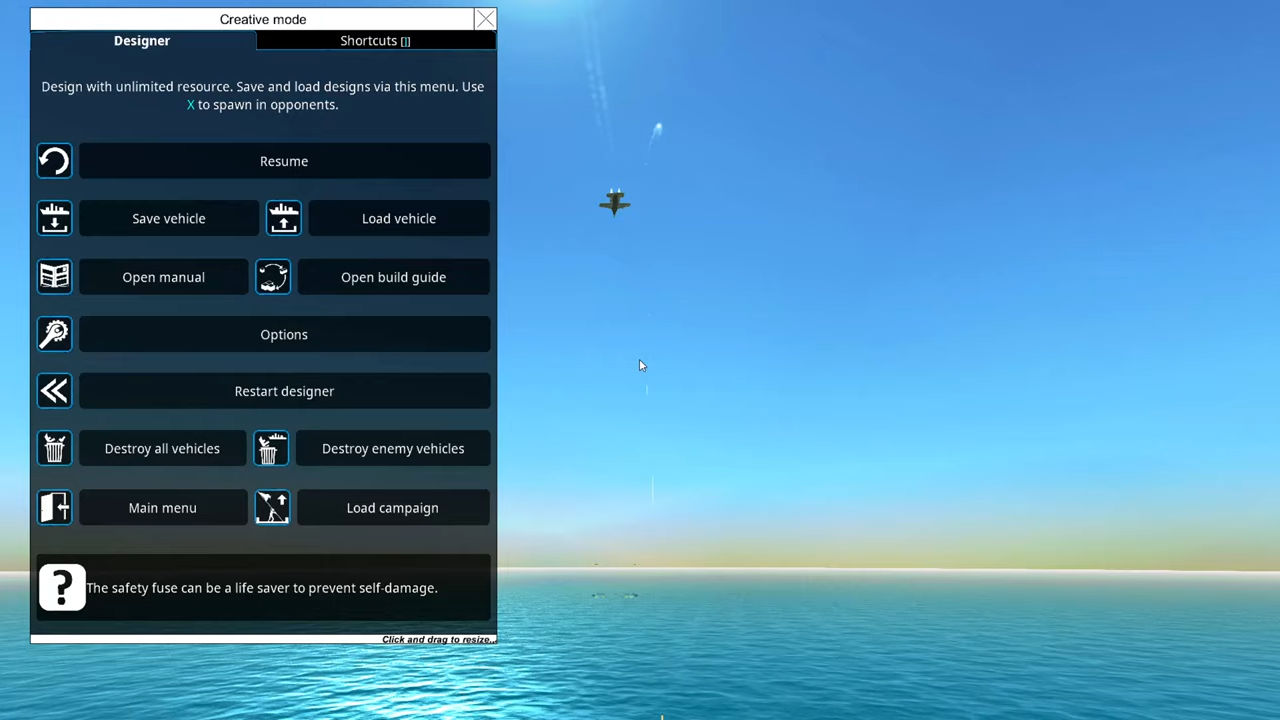 Creative mode
Designer
Shortcuts []
Design with unlimited resource. Save and load designs via this menu. Use
X to spawn in opponents.
Resume
Save vehicle
Load vehicle
Open manual
Open build guide
Options
Restart designer
Destroy all vehicles
Destroy enemy vehicles
Main menu
Load campaign
? The safety fuse can be a life saver to prevent self-damage.
Click and drag to resize...